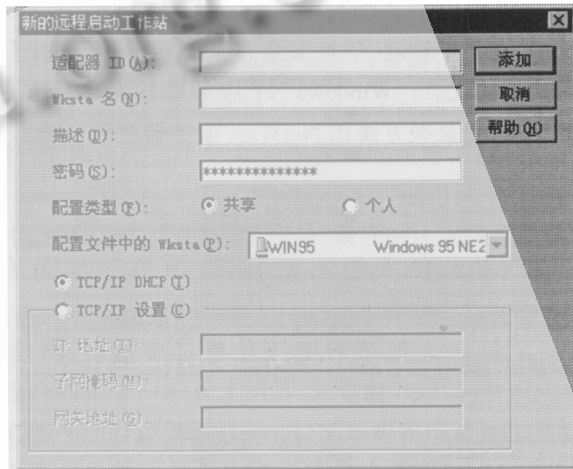 新的远程启动工作站
适配器 ID(A):
添加
Wksta 名(N):
取消
描述(D):
帮助(H)
密码(S):
**************
配置类型(F):
共享
个人
配置文件中的 Wksta(P):
WIN95 Windows 95 NE2
TCP/IP DHCP(T)
TCP/IP 设置(C)
IP 地址(I):
子网掩码(M):
网关地址(G):